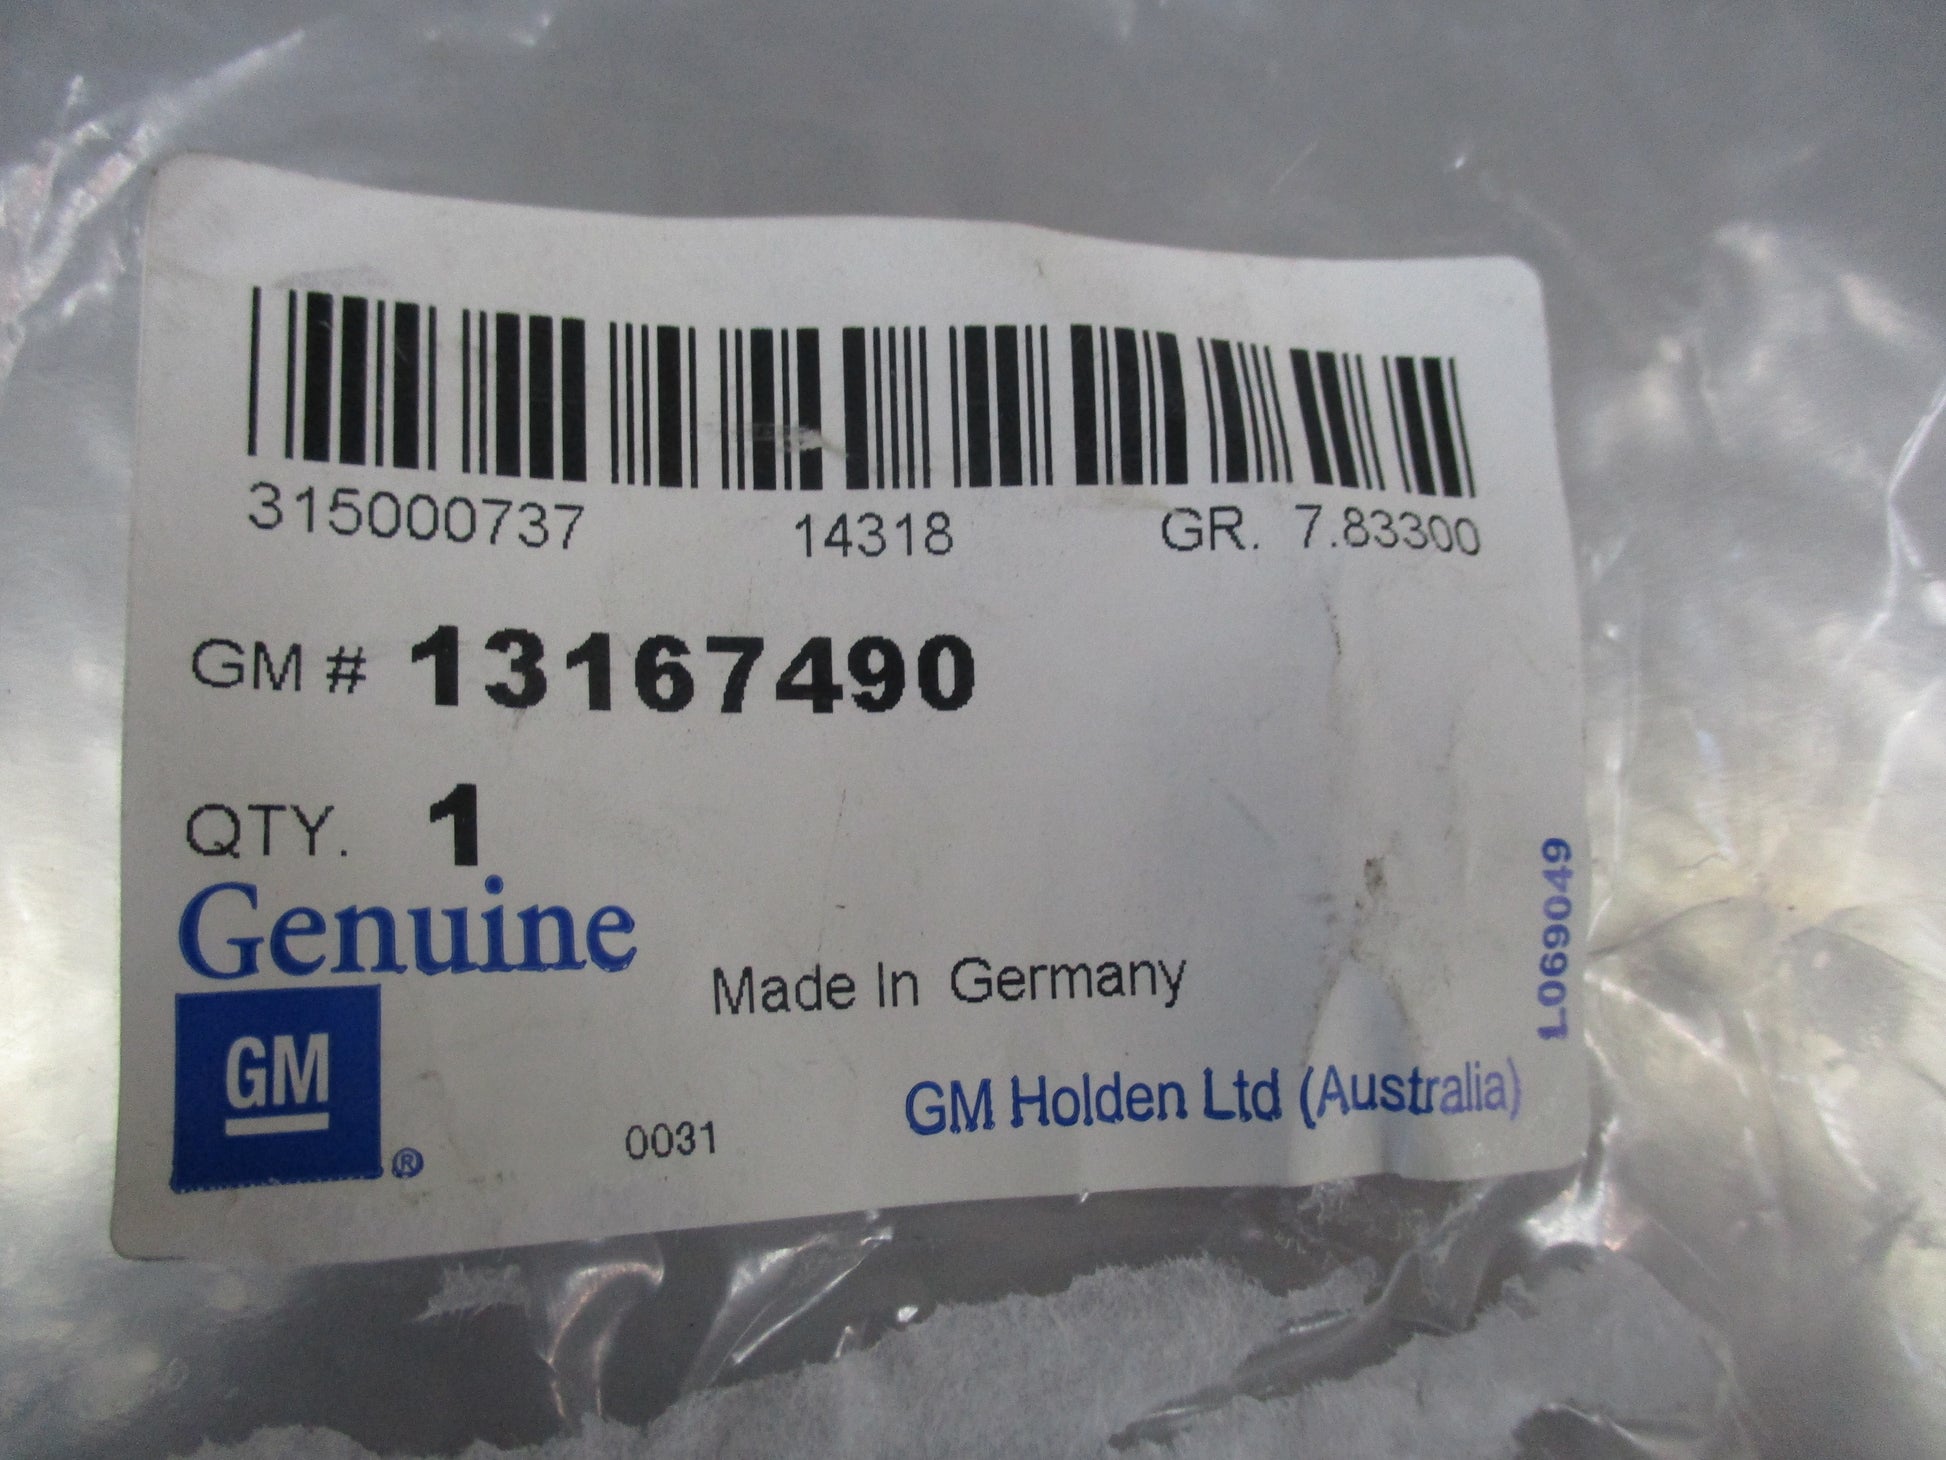 315000737 14318 GR. 7.83300
GM # 13167490
QTY. 1
Genuine
Made In Germany
GM
®
0031
GM Holden Ltd (Australia)
L069049